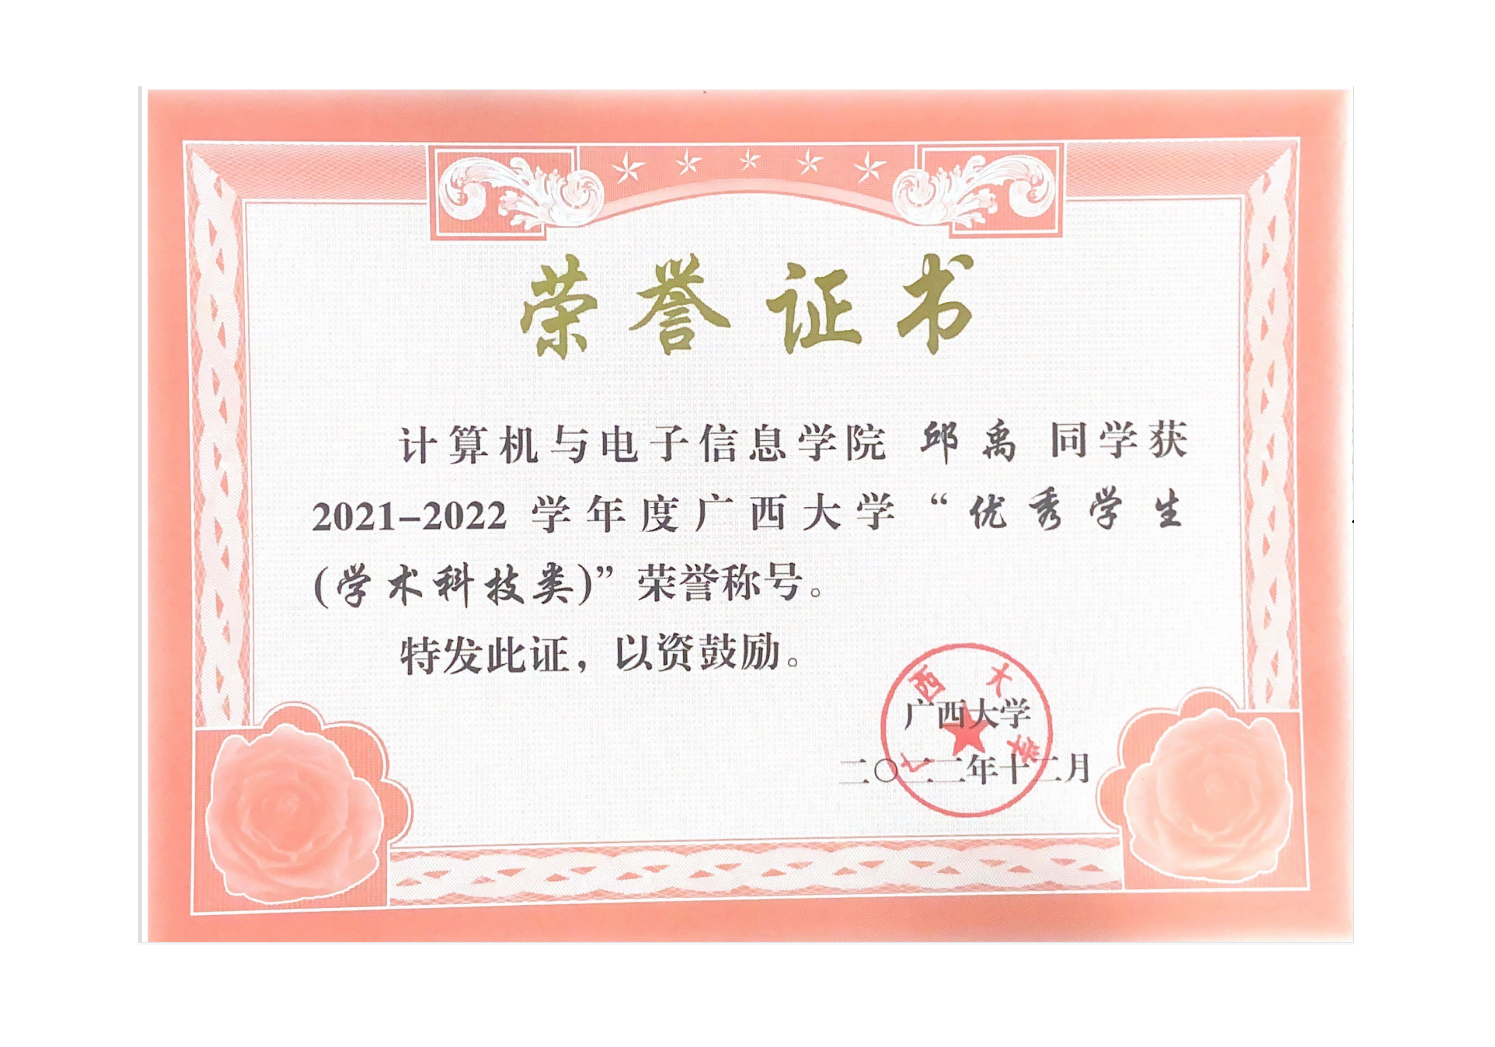 荣誉证书
计算机与电子信息学院 邱禹 同学获
2021-2022 学年度广西大学“优秀学生
(学术科技类)”荣誉称号。
特发此证，以资鼓励。
广西大学
广西大学
二〇二二年十二月